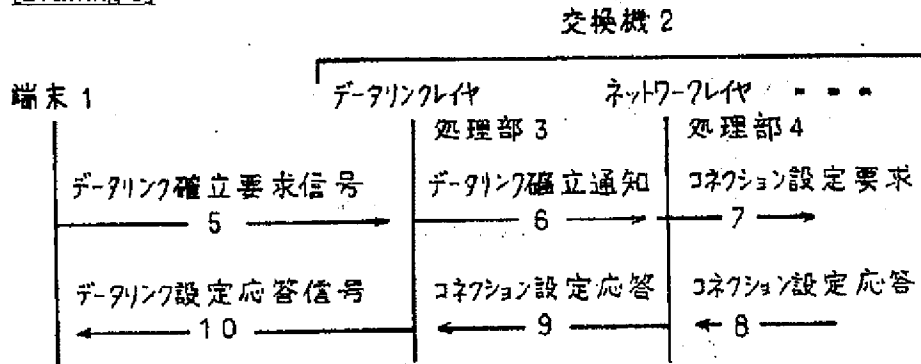 交換機2
端末1 データリンクレイヤ ネットワークレイヤ ・・・
処理部3 処理部4
データリンク確立要求信号 データリンク確立通知 コネクション設定要求
5 6 7
データリンク設定応答信号 コネクション設定応答 コネクション設定応答
10 9 8